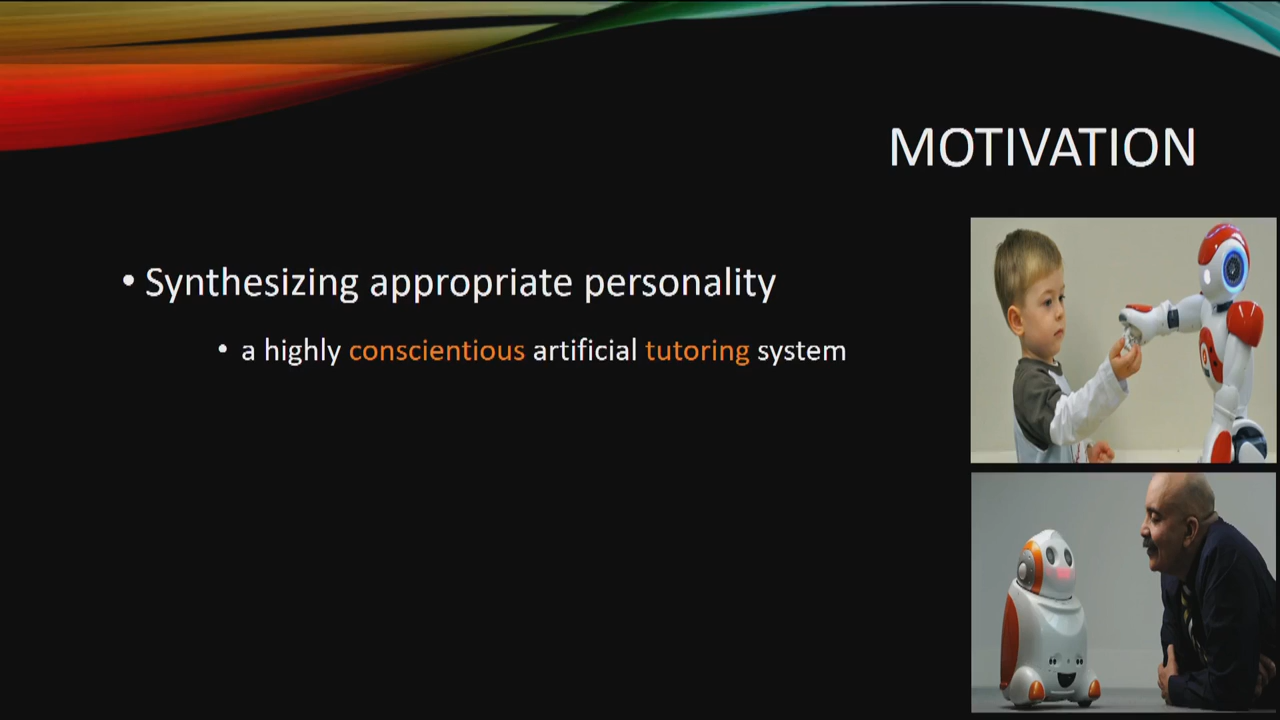 MOTIVATION
• Synthesizing appropriate personality
• a highly conscientious artificial tutoring system